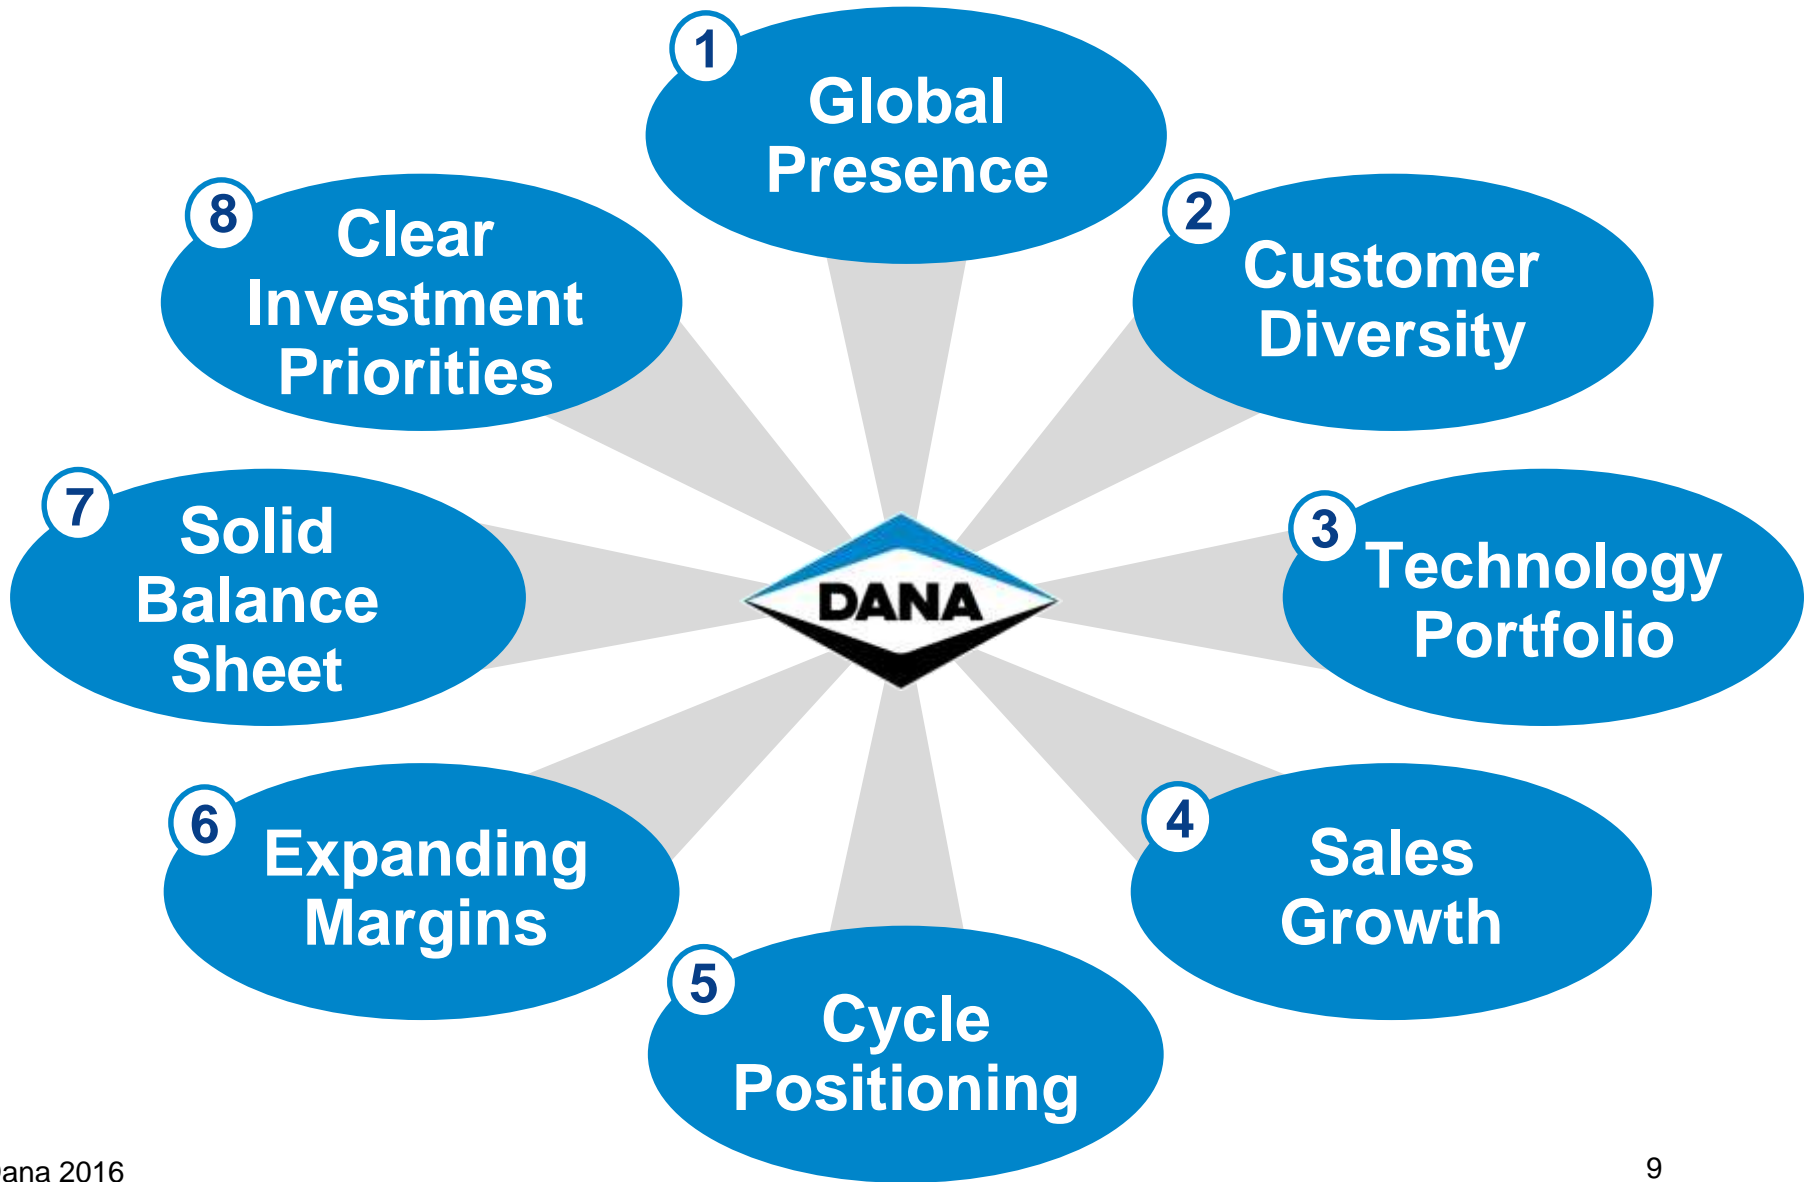 1
Global
Presence
2
Customer
Diversity
3
Technology
Portfolio
4
Sales
Growth
5
Cycle
Positioning
6
Expanding
Margins
7
Solid
Balance
Sheet
8
Clear
Investment
Priorities
DANA
2016
9